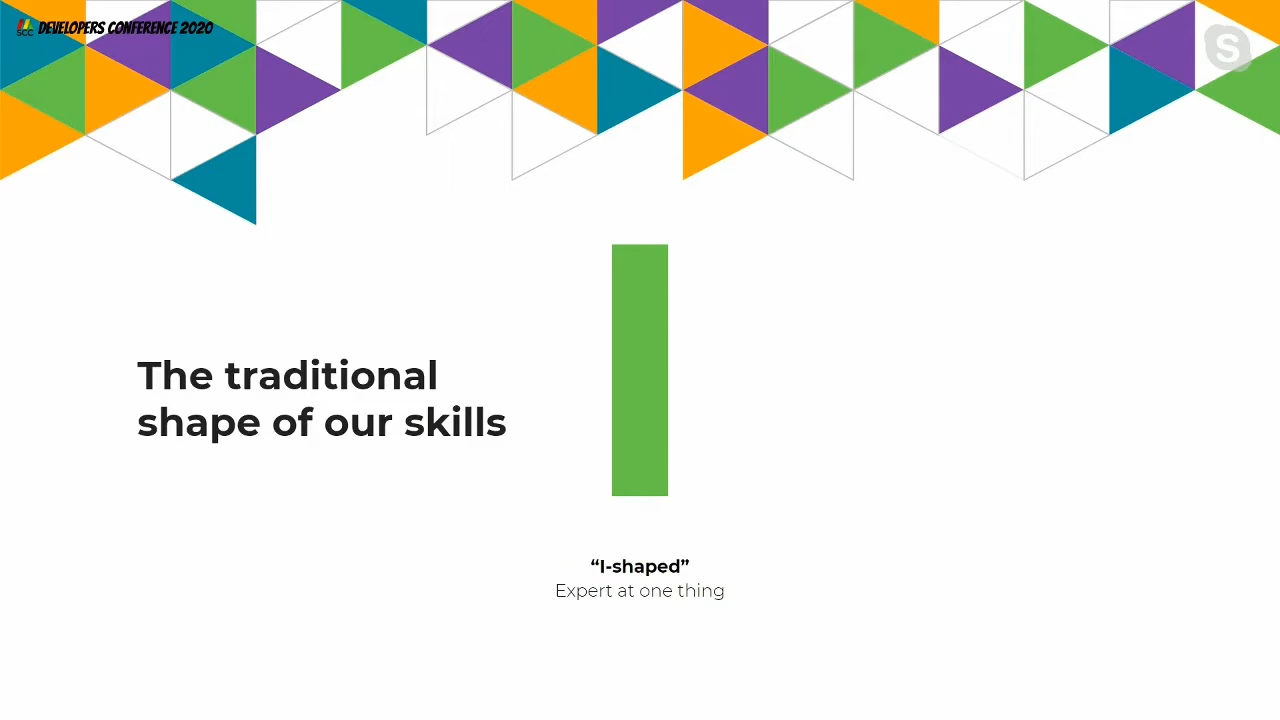 SCC DEVELOPERS CONFERENCE 2020
S
The traditional
shape of our skills
“I-shaped”
Expert at one thing